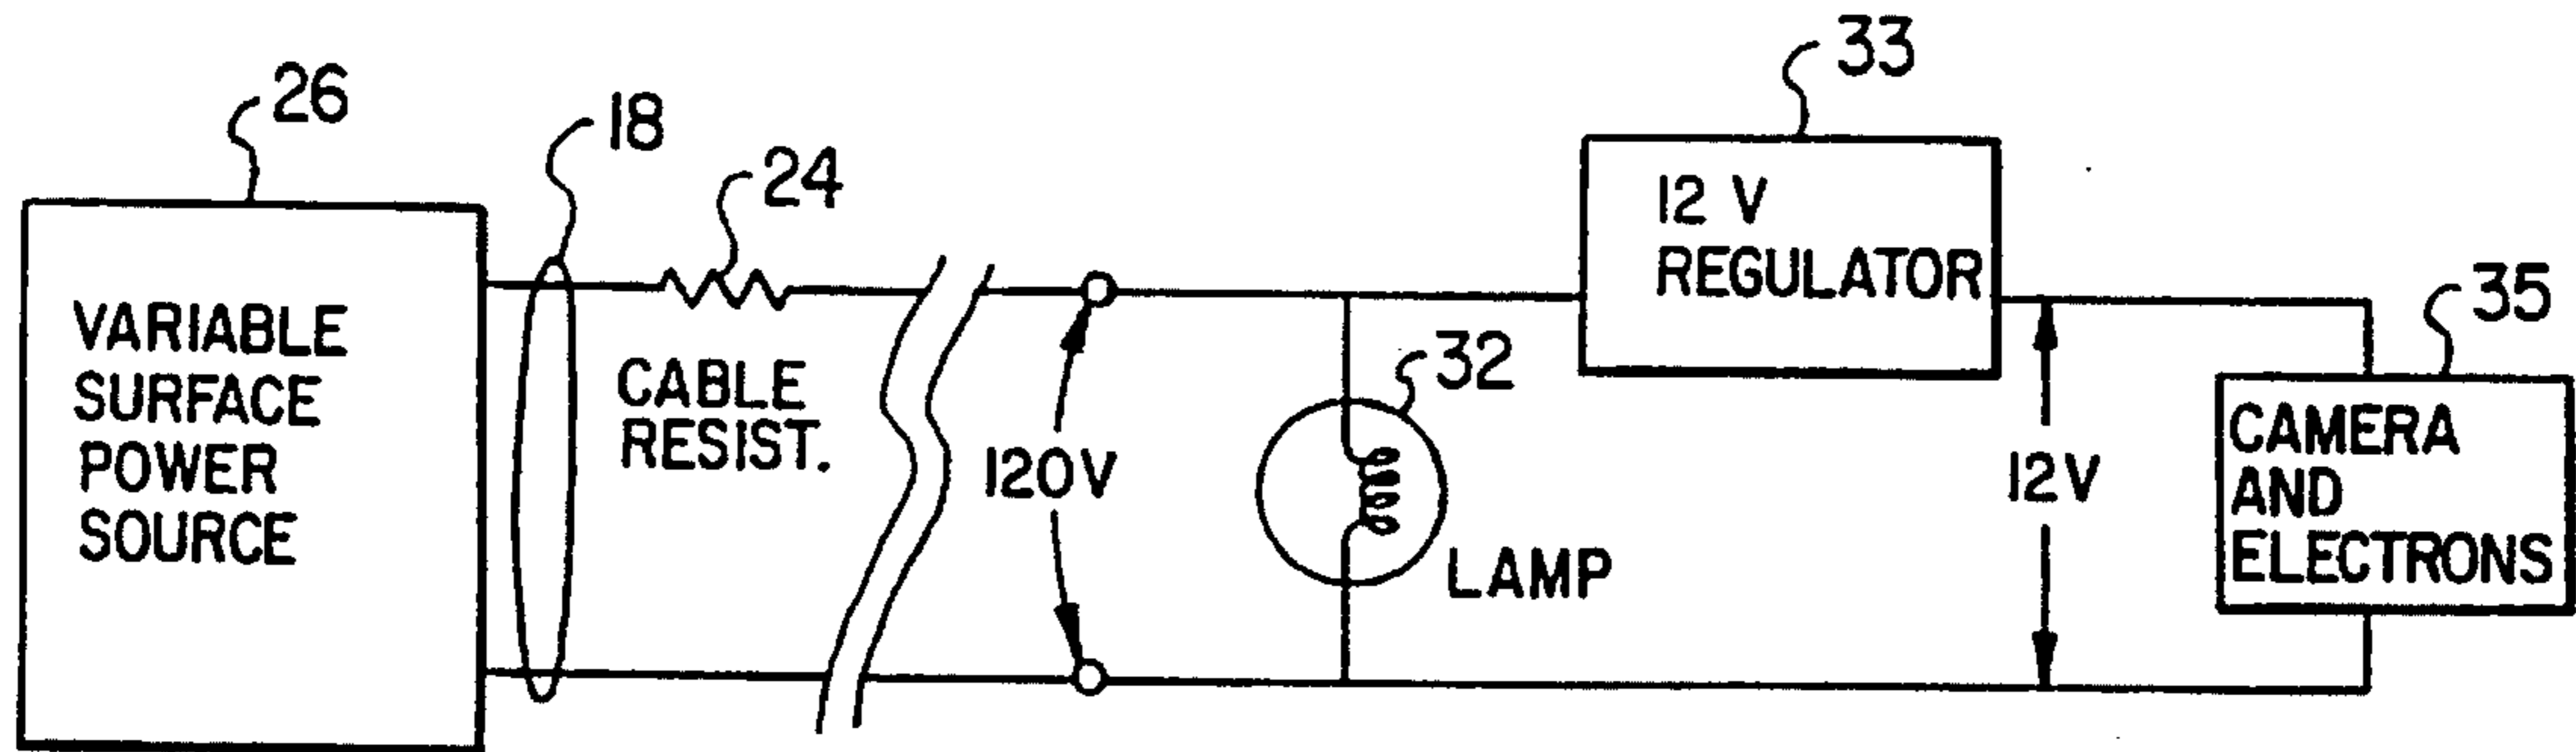 26
18
24
33
35
32
VARIABLE
SURFACE
POWER
SOURCE
CABLE
RESIST.
120V
LAMP
12 V
REGULATOR
12V
CAMERA
AND
ELECTRONS